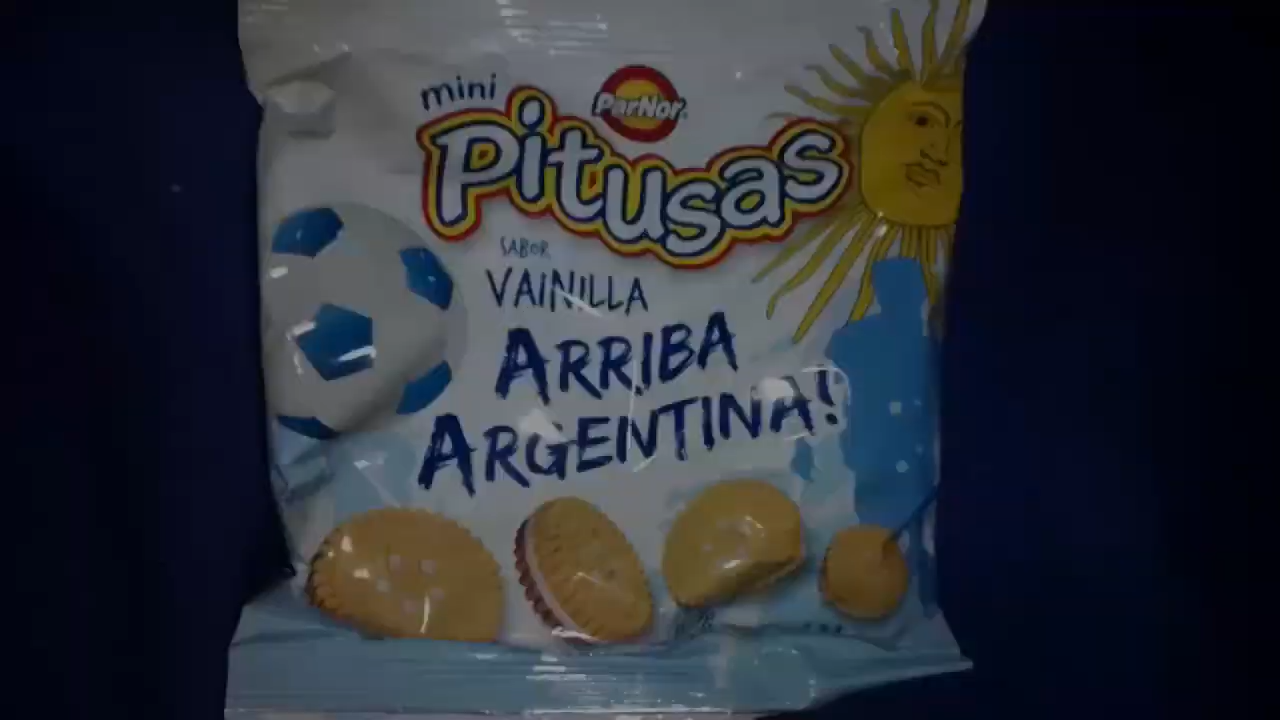 ParNor
mini
Pitusas
SABOR
VAINILLA
ARRIBA
ARGENTINA!